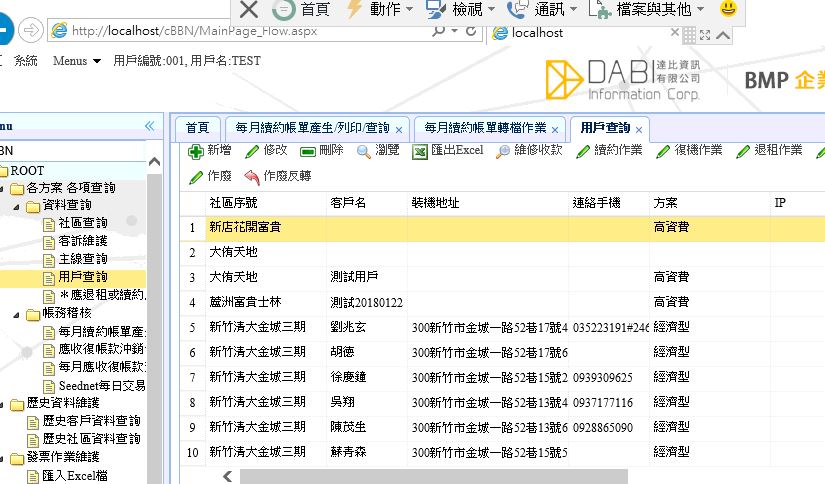 首頁 動作 檢視 通訊 檔案與其他
http://localhost/cBBN/MainPage_Flow.aspx localhost
系統 Menus 用戶編號:001, 用戶名:TEST
DABI 達比資訊有限公司 Information Corp. BMP 企業
nu
BN
ROOT
各方案 各項查詢
資料查詢
社區查詢
客訴維護
主線查詢
用戶查詢
＊應退租或續約.
帳務稽核
每月續約帳單產生
應收復帳款沖銷
每月應收復帳款
Seednet每日交易
歷史資料維護
歷史客戶資料查詢
歷史社區資料查詢
發票作業維護
匯入Excel檔
首頁 每月續約帳單產生/列印/查詢 每月續約帳單轉檔作業 用戶查詢
新增 修改 刪除 瀏覽 匯出Excel 維修收款 續約作業 復機作業 退租作業
作廢 作廢反轉
社區序號 客戶名 裝機地址 連絡手機 方案 IP
1 新店花開富貴 高資費
2 大侑天地
3 大侑天地 測試用戶 高資費
4 蘆洲富貴士林 測試20180122 高資費
5 新竹清大金城三期 劉兆玄 300新竹市金城一路52巷17號4 035223191#246 經濟型
6 新竹清大金城三期 胡德 300新竹市金城一路52巷17號6 經濟型
7 新竹清大金城三期 徐慶鐘 300新竹市金城一路52巷15號2 0939309625 經濟型
8 新竹清大金城三期 吳翔 300新竹市金城一路52巷13號4 0937177116 經濟型
9 新竹清大金城三期 陳茂生 300新竹市金城一路52巷13號6 0928865090 經濟型
10 新竹清大金城三期 蘇青森 300新竹市金城一路52巷15號5 經濟型